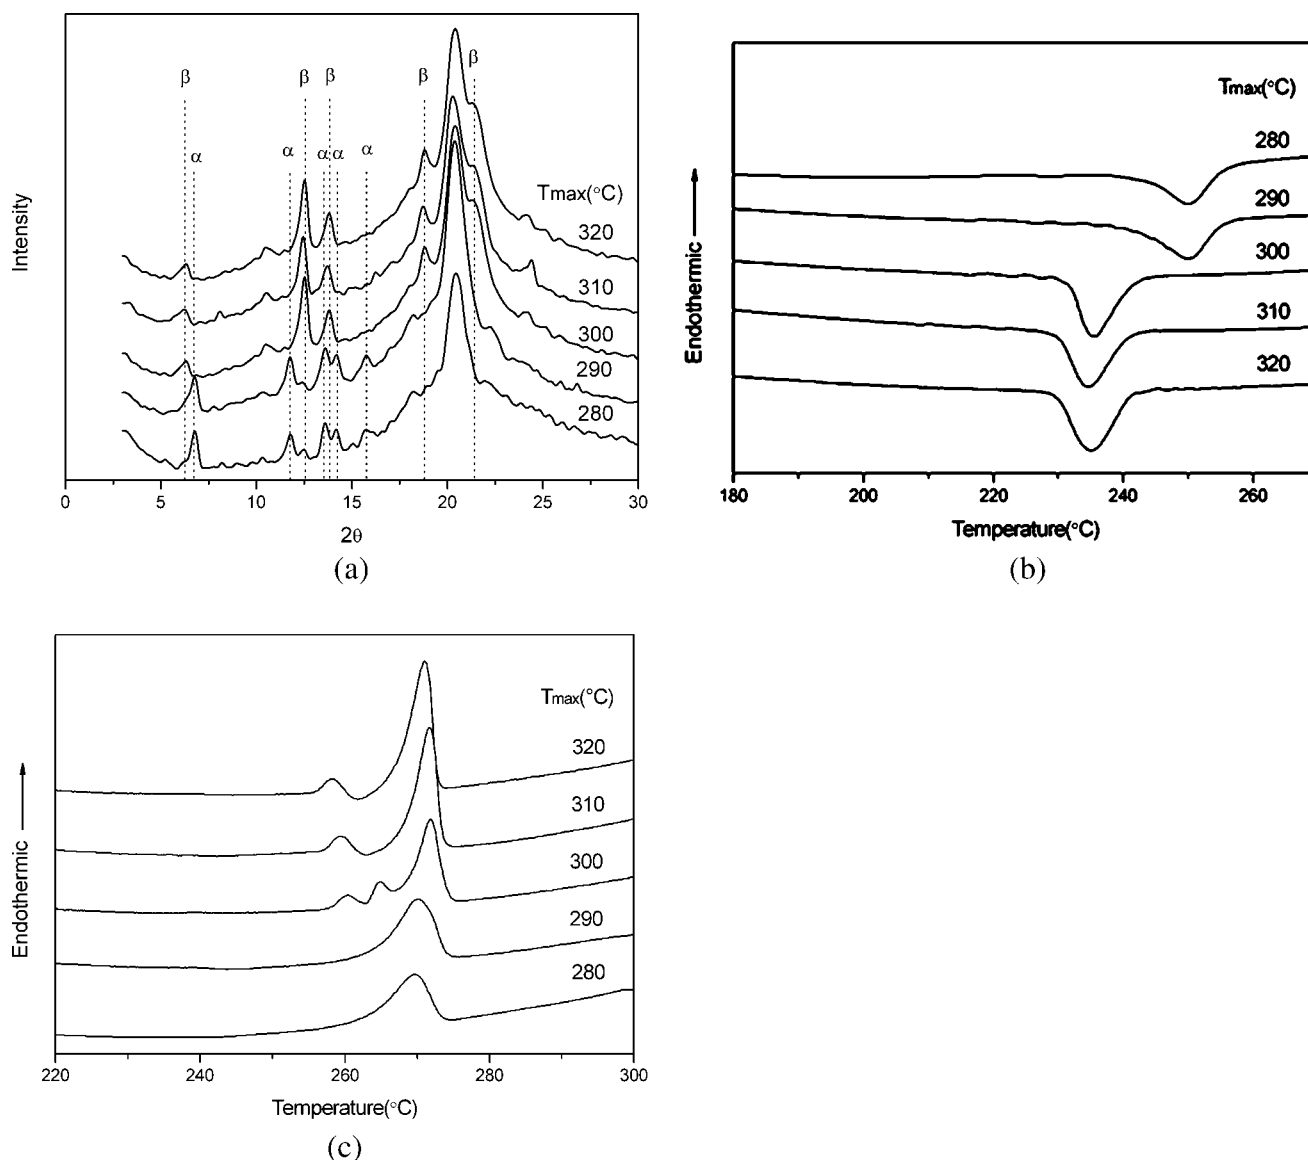 β β β β β
α α α α α
Tmax(°C)
320
310
300
290
280
Intensity
0 5 10 15 20 25 30
2θ
(a)
Tmax(°C)
280
290
300
310
320
Endothermic
180 200 220 240 260
Temperature(°C)
(b)
Tmax(°C)
320
310
300
290
280
Endothermic
220 240 260 280 300
Temperature(°C)
(c)